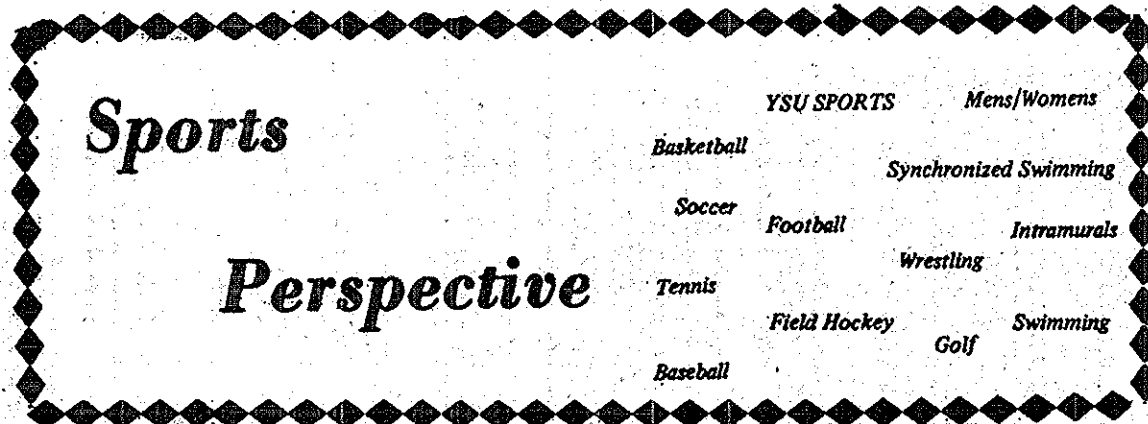 Sports
Perspective
YSU SPORTS
Mens/Womens
Basketball
Synchronized Swimming
Soccer
Football
Intramurals
Wrestling
Tennis
Field Hockey
Swimming
Golf
Baseball